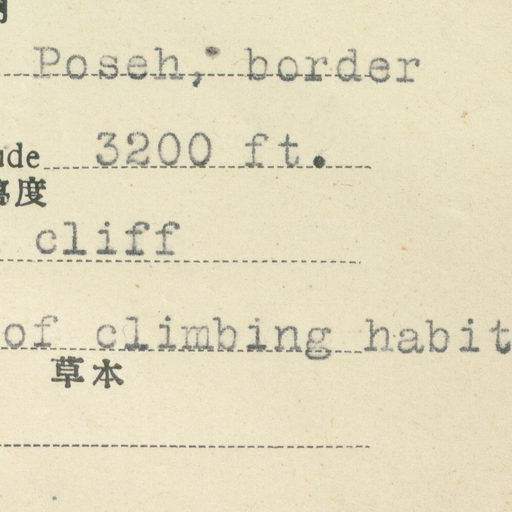 Poseh, border
ude 3200 ft.
高度
cliff
of climbing habit
草本